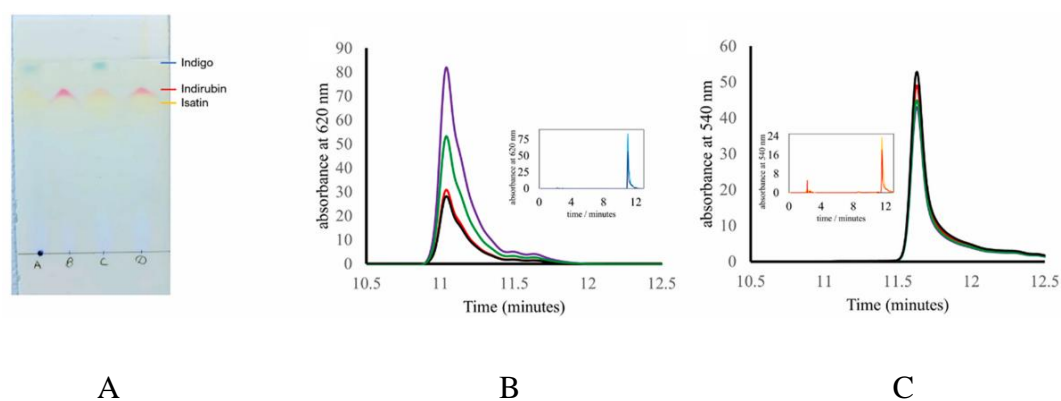 Indigo
Indirubin
Isatin
A B C D
absorbance at 620 nm
90
80
70
60
50
40
30
20
10
0
10.5 11 11.5 12 12.5
Time (minutes)
absorbance at 620 nm
75
50
25
0
0 4 8 12
time / minutes
absorbance at 540 nm
60
50
40
30
20
10
0
10.5 11 11.5 12 12.5
Time (minutes)
absorbance at 540 nm
24
16
8
0
0 4 8 12
time / minutes
A B C